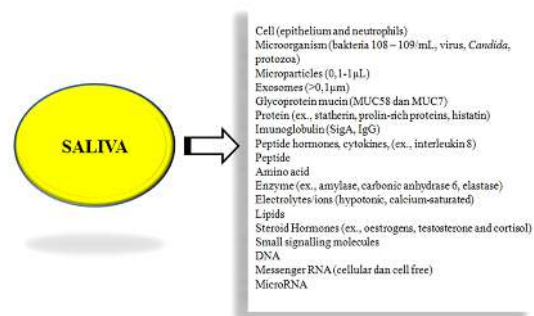 SALIVA
Cell (epithelium and neutrophils)
Microorganism (bakteria 108 – 109/mL, virus, Candida,
protozoa)
Microparticles (0,1-1µL)
Exosomes (>0,1µm)
Glycoprotein mucin (MUC58 dan MUC7)
Protein (ex., statherin, prolin-rich proteins, histatin)
Imunoglobulin (SigA, IgG)
Peptide hormones, cytokines, (ex., interleukin 8)
Peptide
Amino acid
Enzyme (ex., amylase, carbonic anhydrase 6, elastase)
Electrolytes/ions (hypotonic, calcium-saturated)
Lipids
Steroid Hormones (ex., oestrogens, testosterone and cortisol)
Small signalling molecules
DNA
Messenger RNA (cellular dan cell free)
MicroRNA